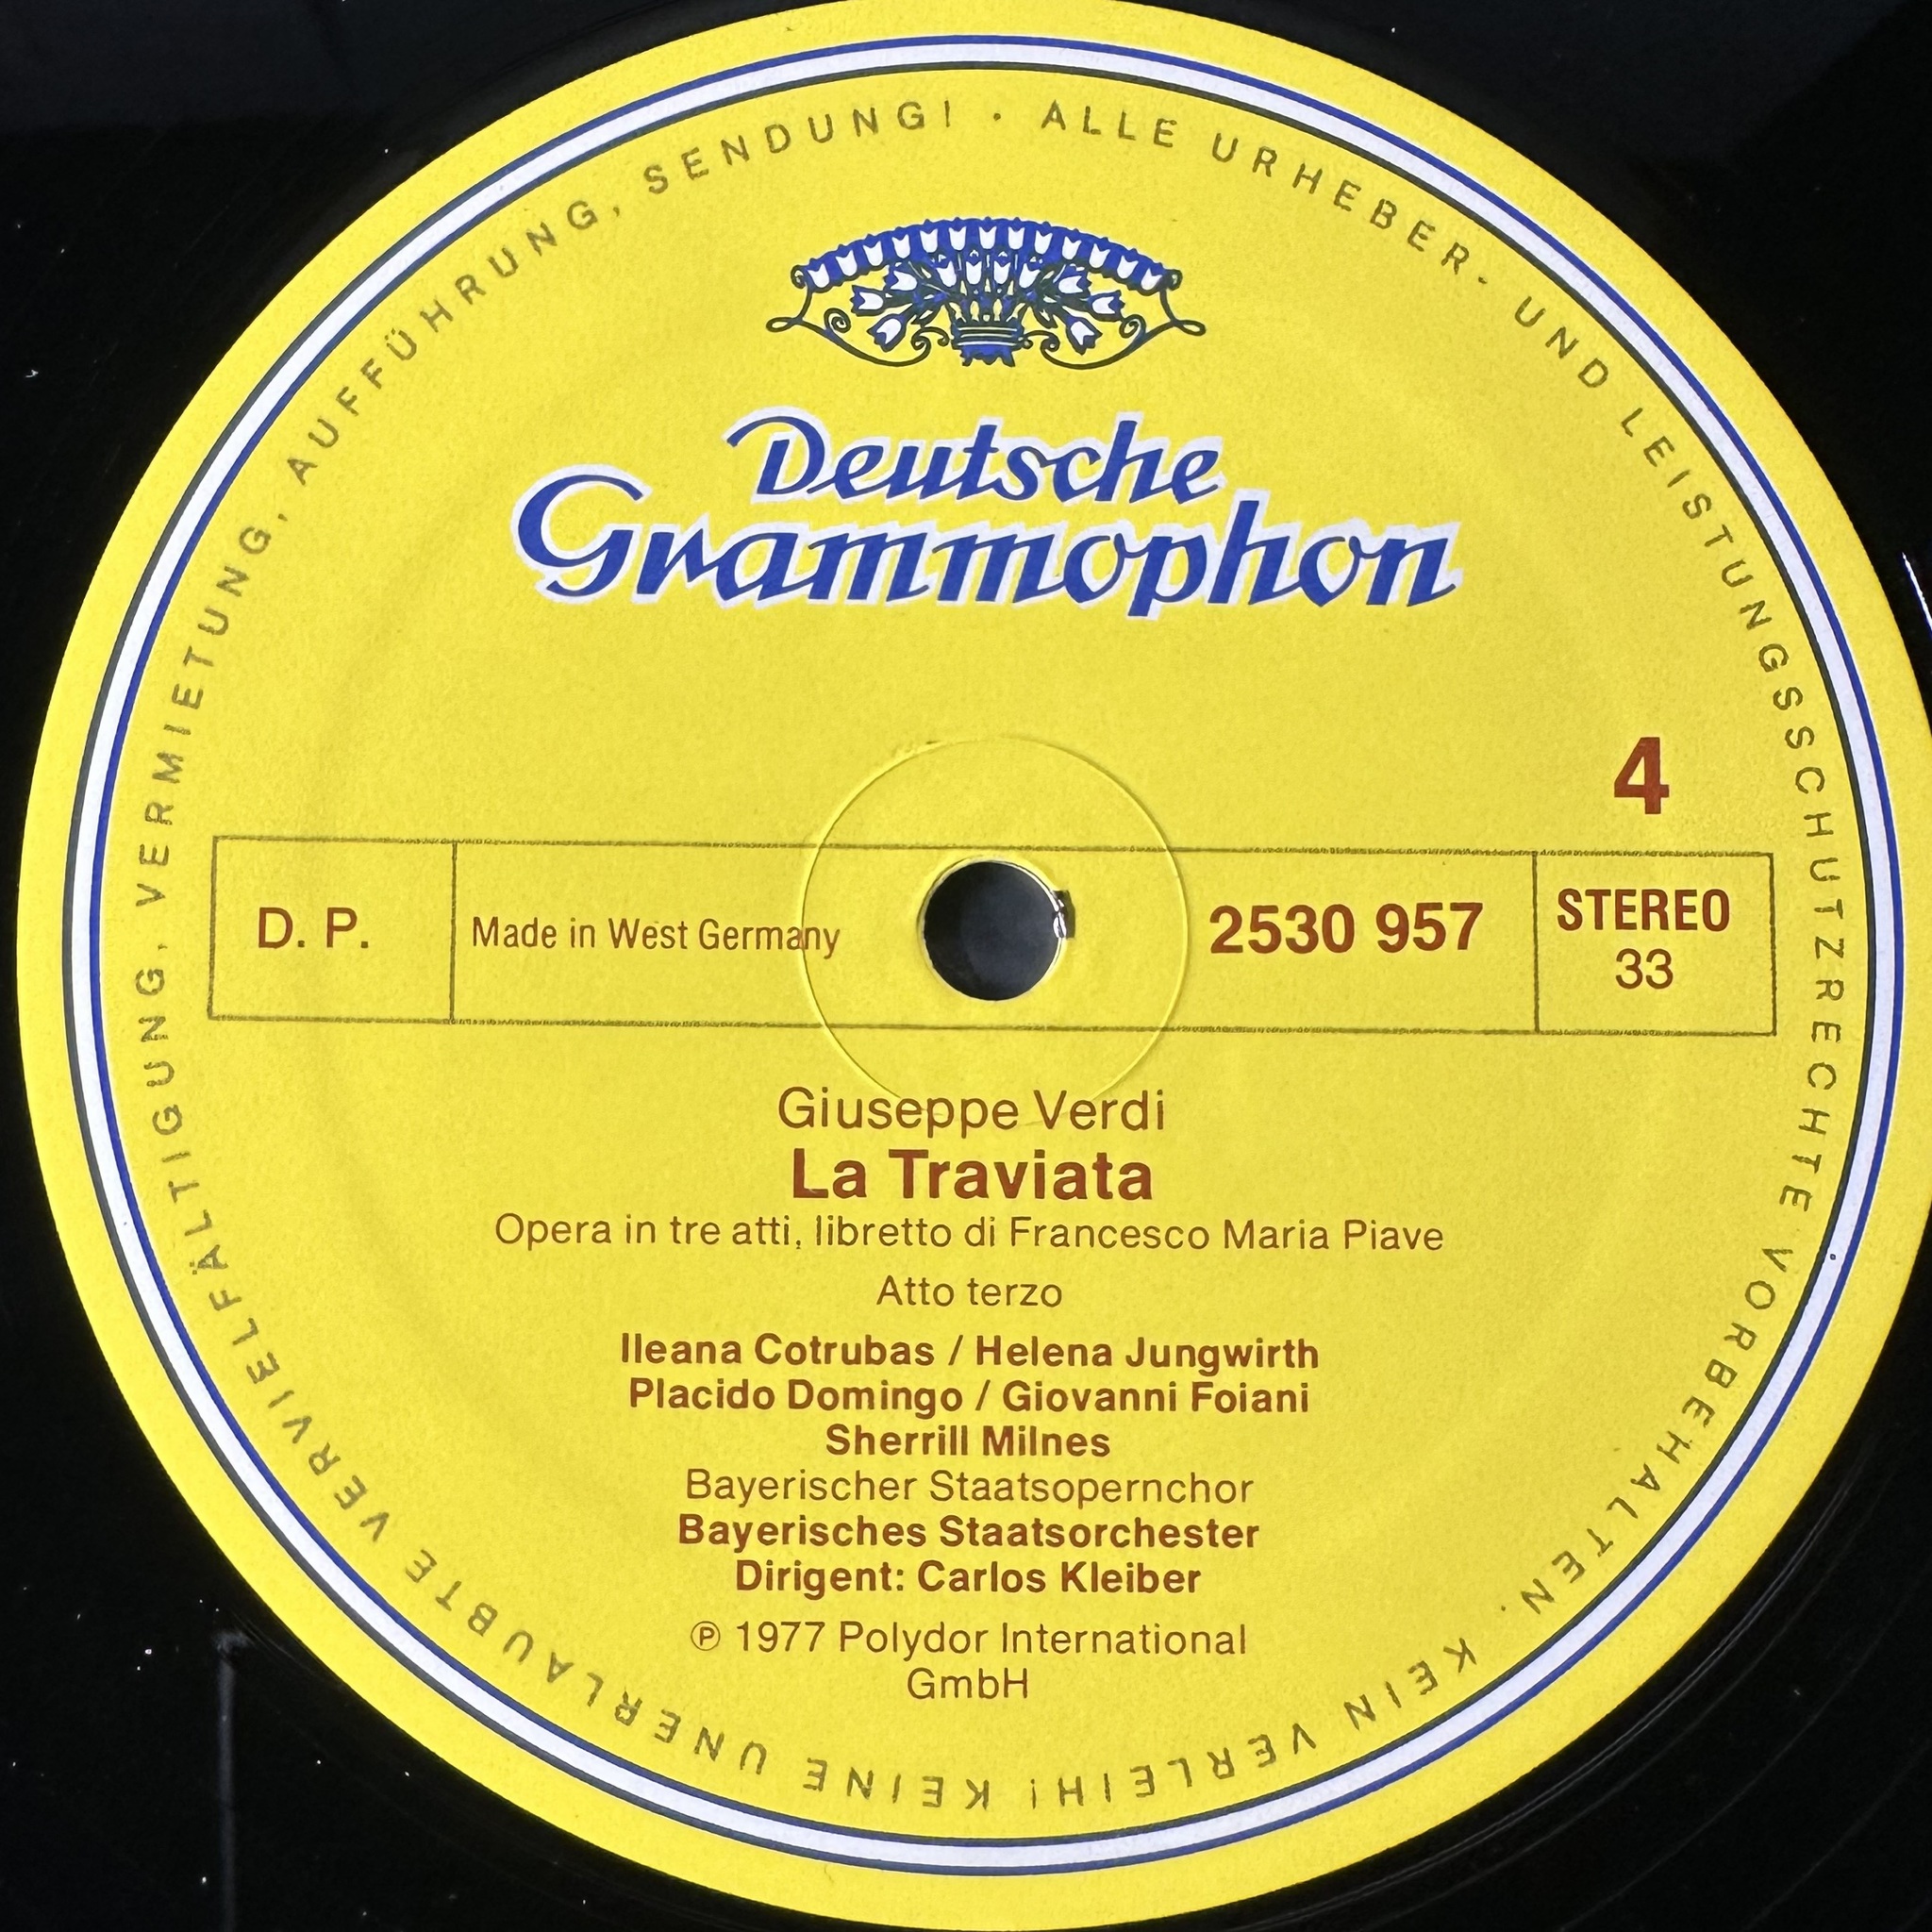 ALLE URHEBER- UND LEISTUNGSSCHUTZRECHTE VORBEHALTEN. KEIN VERLEIH! KEINE UNERLAUBTE VERVIELFÄLTIGUNG, VERMIETUNG, AUFFÜHRUNG, SENDUNG! ·
Deutsche
Grammophon
4
D. P.
Made in West Germany
2530 957
STEREO
33
Giuseppe Verdi
La Traviata
Opera in tre atti, libretto di Francesco Maria Piave
Atto terzo
Ileana Cotrubas / Helena Jungwirth
Placido Domingo / Giovanni Foiani
Sherrill Milnes
Bayerischer Staatsopernchor
Bayerisches Staatsorchester
Dirigent: Carlos Kleiber
℗ 1977 Polydor International
GmbH